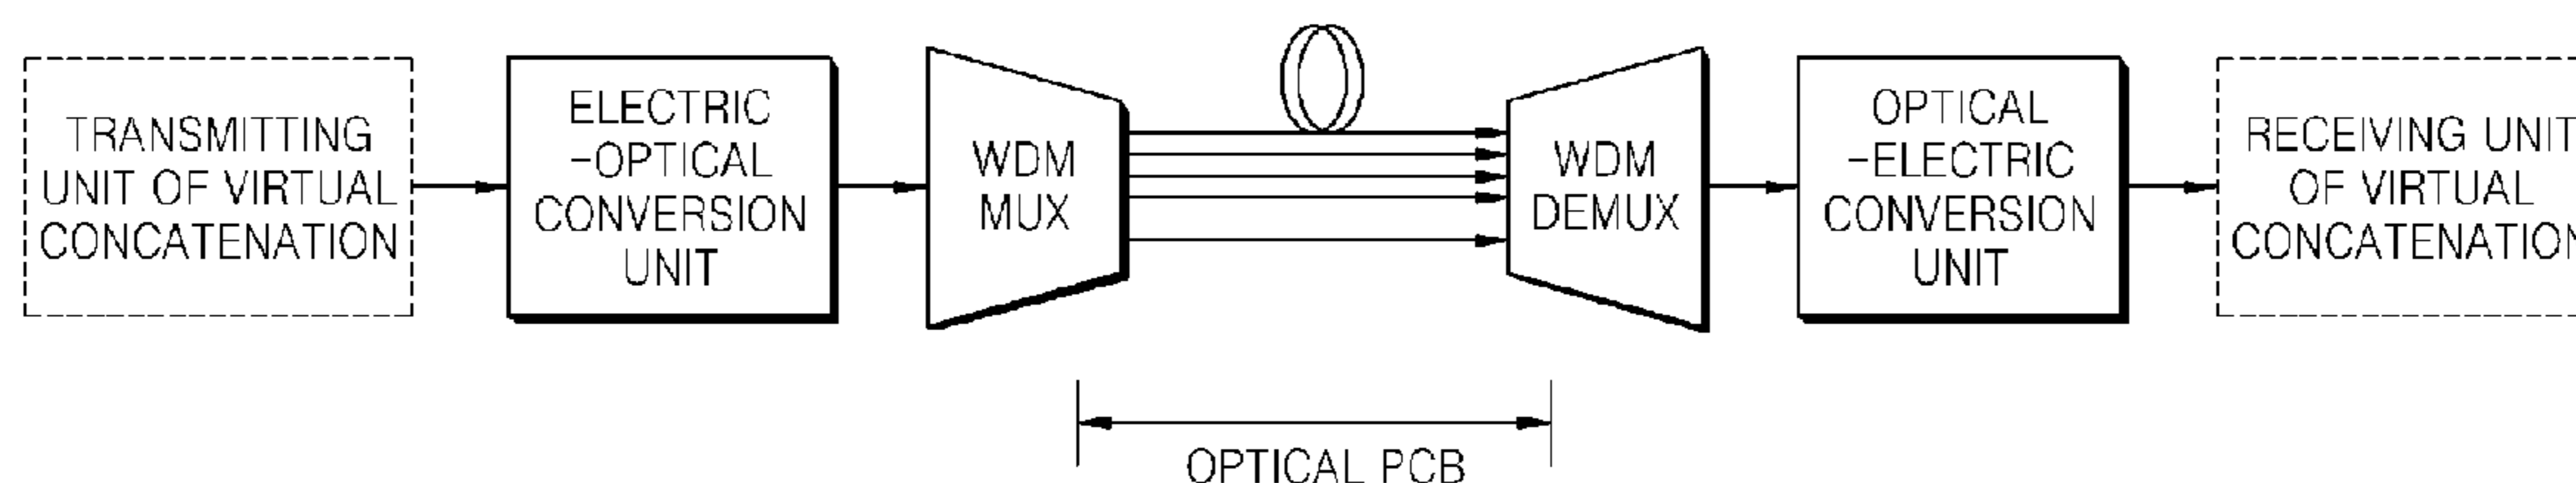 TRANSMITTING
UNIT OF VIRTUAL
CONCATENATION
ELECTRIC
-OPTICAL
CONVERSION
UNIT
WDM
MUX
WDM
DEMUX
OPTICAL
-ELECTRIC
CONVERSION
UNIT
RECEIVING UNIT
OF VIRTUAL
CONCATENATION
OPTICAL PCB